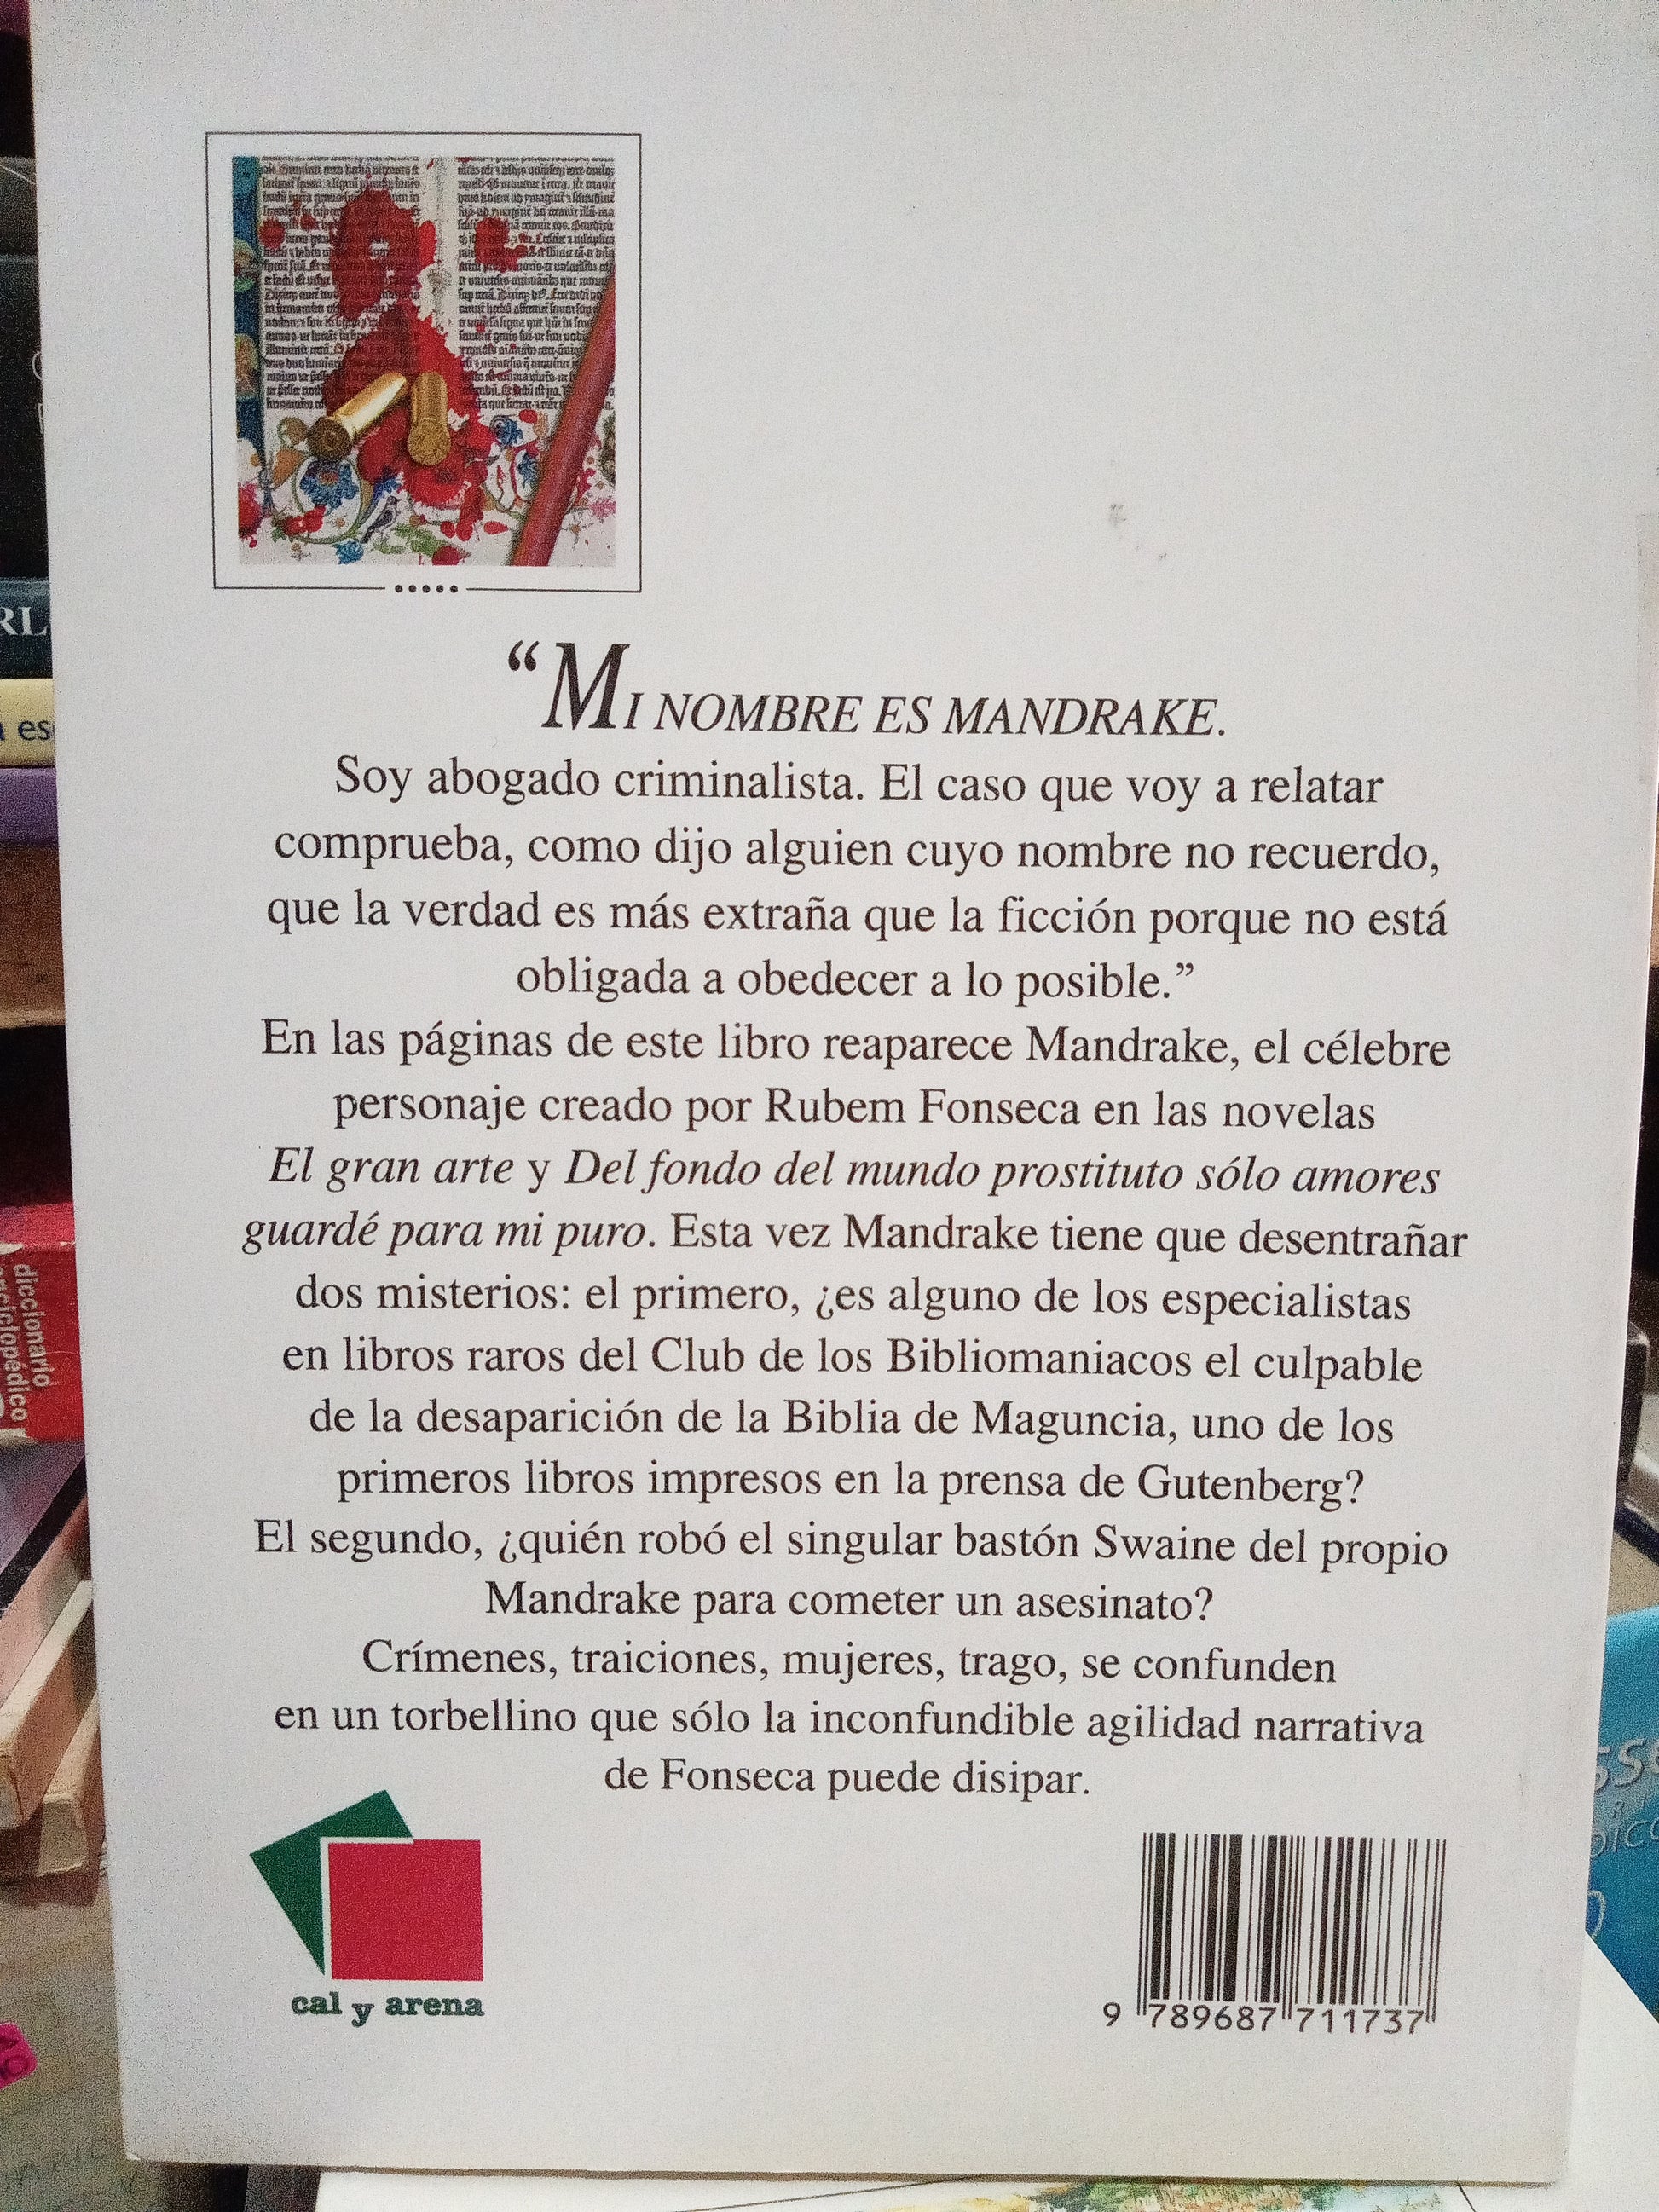 “MI NOMBRE ES MANDRAKE.
Soy abogado criminalista. El caso que voy a relatar
comprueba, como dijo alguien cuyo nombre no recuerdo,
que la verdad es más extraña que la ficción porque no está
obligada a obedecer a lo posible.”
En las páginas de este libro reaparece Mandrake, el célebre
personaje creado por Rubem Fonseca en las novelas
El gran arte y Del fondo del mundo prostituto sólo amores
guardé para mi puro. Esta vez Mandrake tiene que desentrañar
dos misterios: el primero, ¿es alguno de los especialistas
en libros raros del Club de los Bibliomaniacos el culpable
de la desaparición de la Biblia de Maguncia, uno de los
primeros libros impresos en la prensa de Gutenberg?
El segundo, ¿quién robó el singular bastón Swaine del propio
Mandrake para cometer un asesinato?
Crímenes, traiciones, mujeres, trago, se confunden
en un torbellino que sólo la inconfundible agilidad narrativa
de Fonseca puede disipar.
cal y arena
9 789687 711737
RL
es
diccionario
enciclopédico